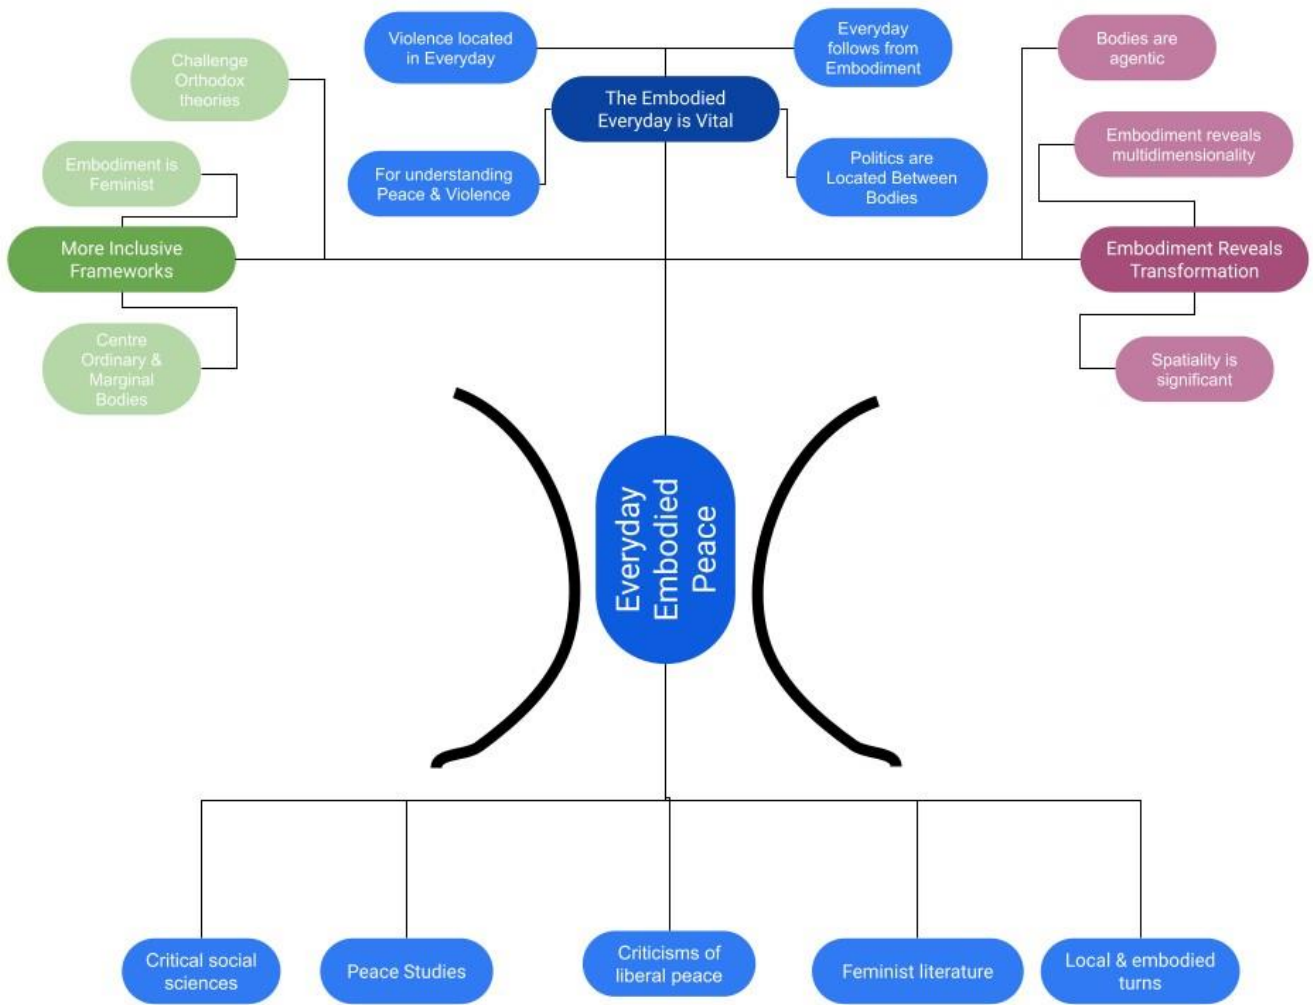 Violence located
in Everyday
Everyday
follows from
Embodiment
Bodies are
agentic
Challenge
Orthodox
theories
The Embodied
Everyday is Vital
Embodiment reveals
multidimensionality
Embodiment is
Feminist
For understanding
Peace & Violence
Politics are
Located Between
Bodies
More Inclusive
Frameworks
Embodiment Reveals
Transformation
Centre
Ordinary &
Marginal
Bodies
Spatiality is
significant
Everyday
Embodied
Peace
Critical social
sciences
Peace Studies
Criticisms of
liberal peace
Feminist literature
Local & embodied
turns